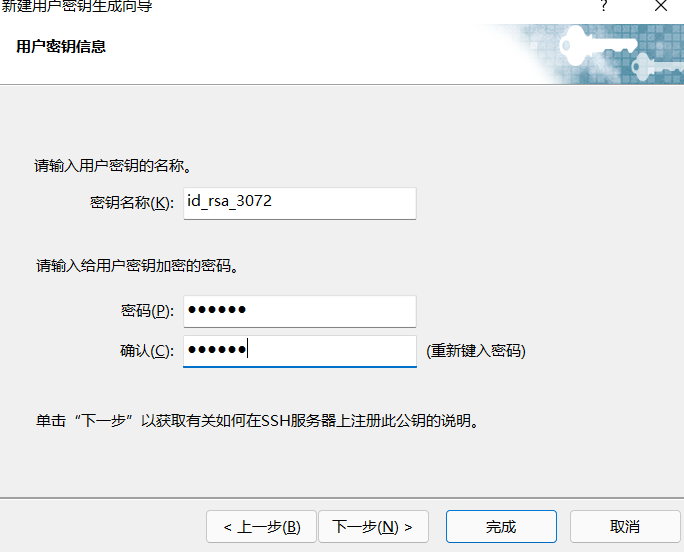 新建用户密钥生成向导 ?
用户密钥信息
请输入用户密钥的名称。
密钥名称(K): id_rsa_3072
请输入给用户密钥加密的密码。
密码(P): ●●●●●●
确认(C): ●●●●●● (重新键入密码)
单击“下一步”以获取有关如何在SSH服务器上注册此公钥的说明。
< 上一步(B) 下一步(N) > 完成 取消